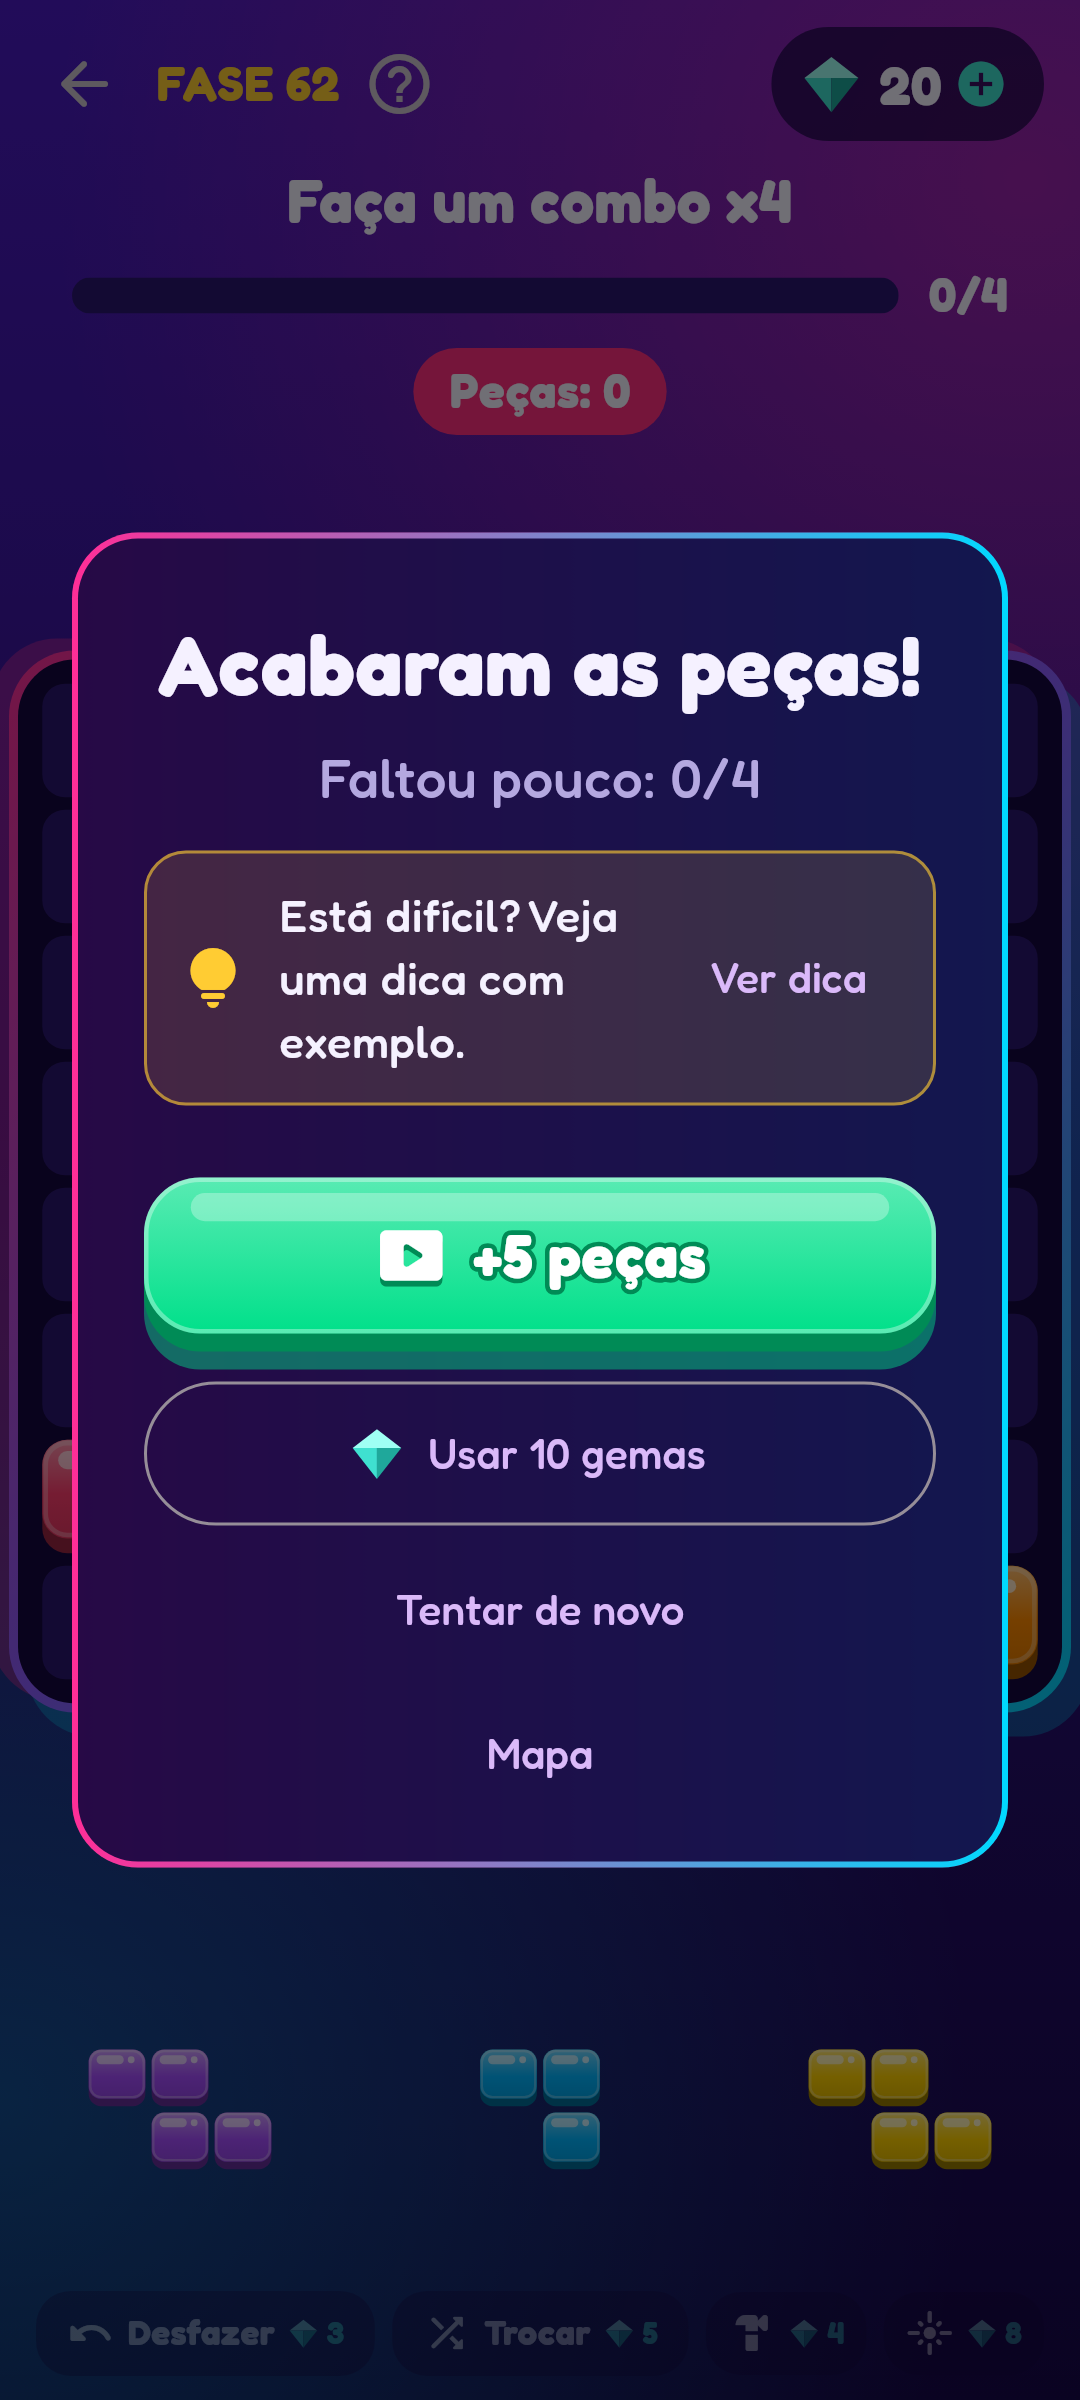 FASE 62
20
Faça um combo x4
0/4
Peças: 0
Acabaram as peças!
Faltou pouco: 0/4
Está difícil? Veja
uma dica com
exemplo.
Ver dica
+5 peças
Usar 10 gemas
Tentar de novo
Mapa
Desfazer 3
Trocar 5
4
8